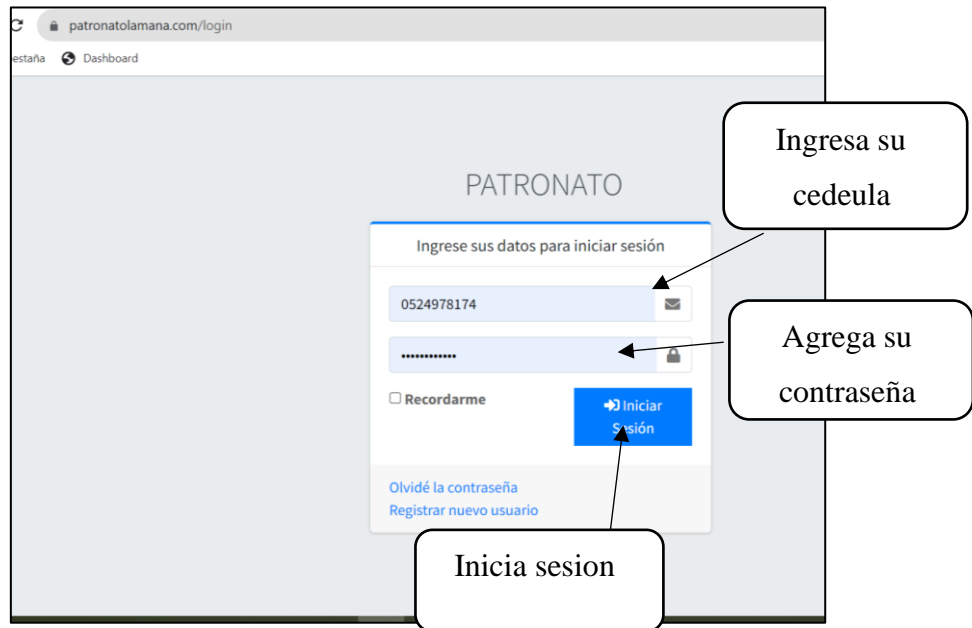 patronatolamana.com/login
estaña Dashboard
Ingresa su
cedeula
PATRONATO
Ingrese sus datos para iniciar sesión
0524978174
Agrega su
contraseña
••••••••••••
Recordarme
Iniciar
Sesión
Olvidé la contraseña
Registrar nuevo usuario
Inicia sesion